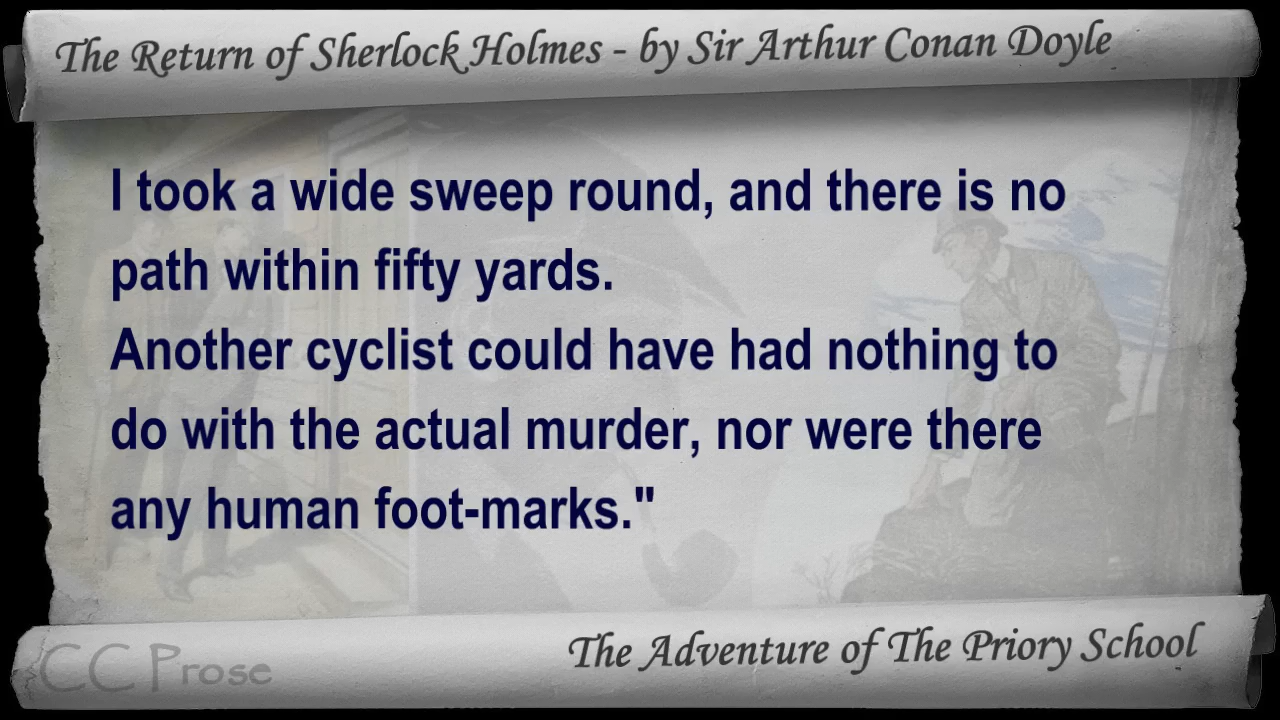 The Return of Sherlock Holmes - by Sir Arthur Conan Doyle
I took a wide sweep round, and there is no
path within fifty yards.
Another cyclist could have had nothing to
do with the actual murder, nor were there
any human foot-marks."
The Adventure of The Priory School
CC Prose